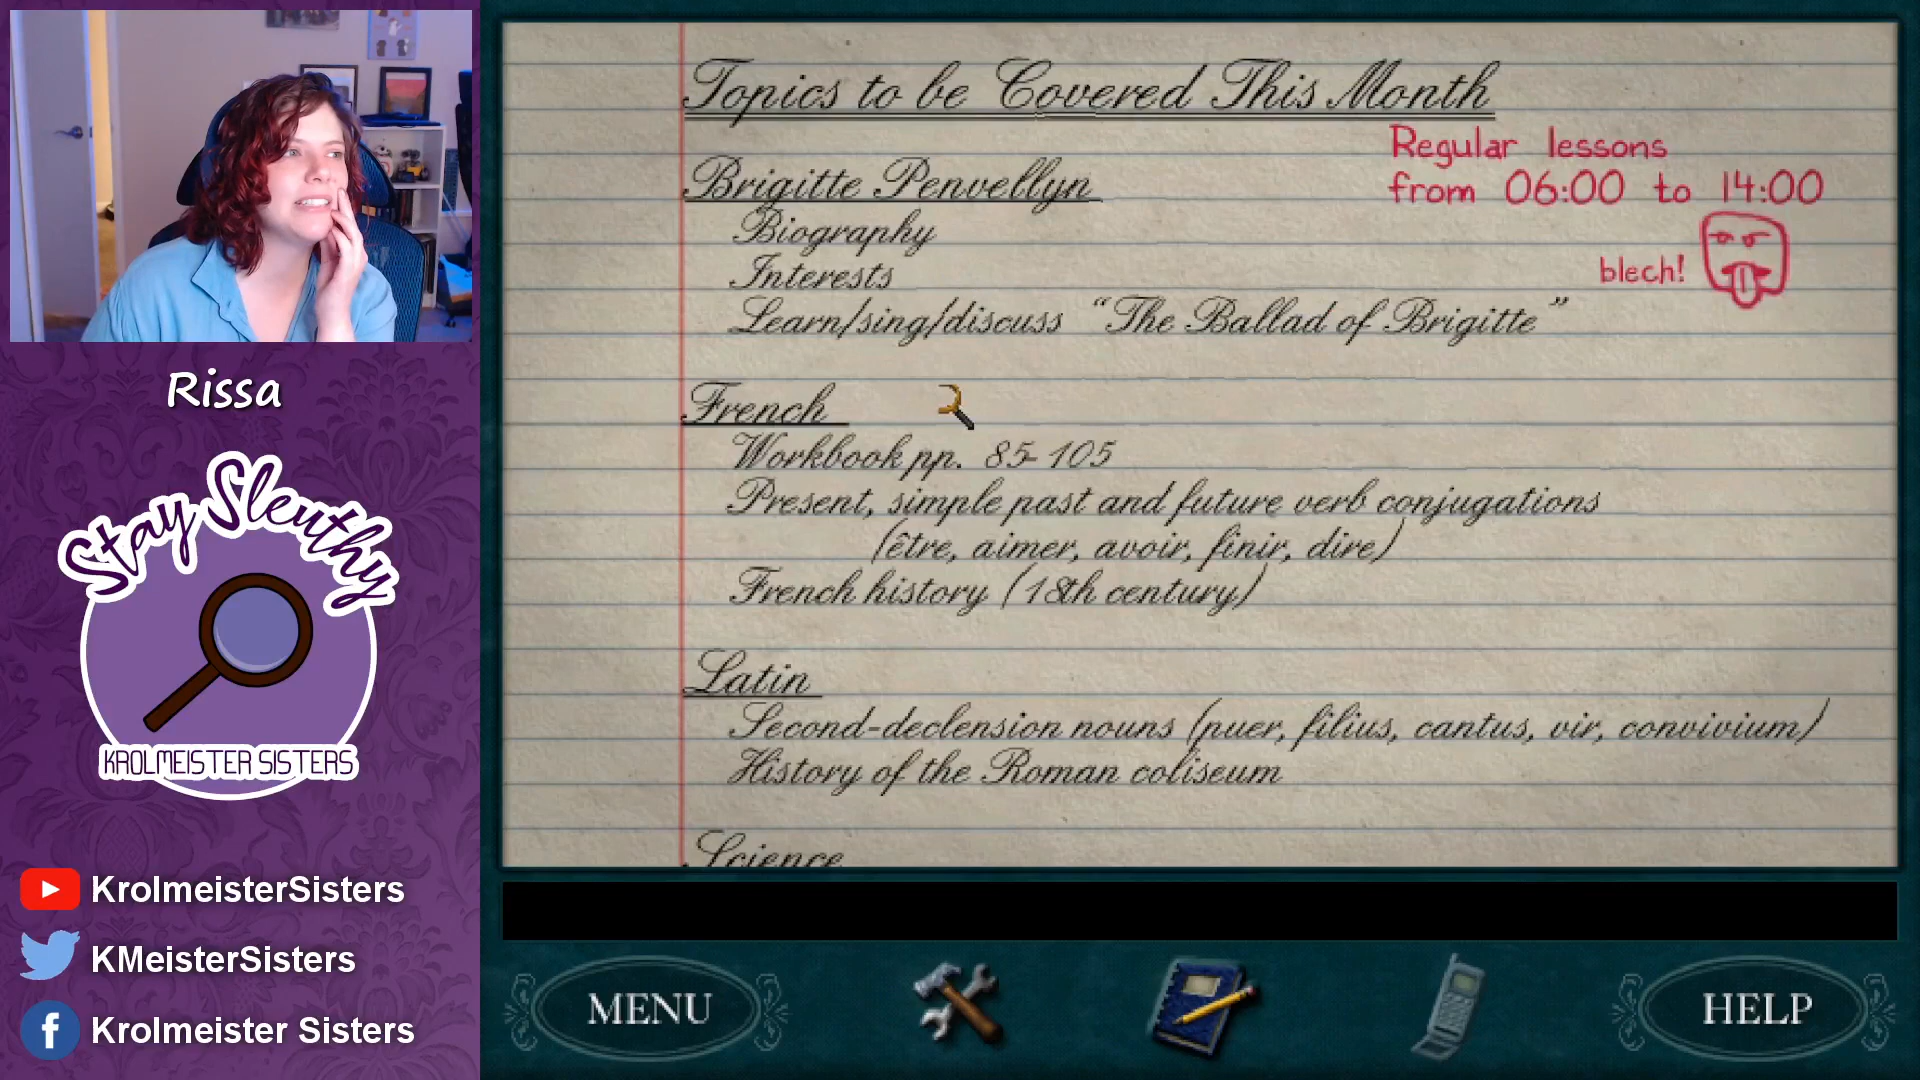 Rissa
Stay Sleuthy
KROLMEISTER SISTERS
KrolmeisterSisters
KMeisterSisters
f Krolmeister Sisters
Topics to be Covered This Month
Regular lessons
from 06:00 to 14:00
blech!
Brigitte Penvellyn
Biography
Interests
Learn/sing/discuss "The Ballad of Brigitte"
French
Workbook pp. 85-105
Present, simple past and future verb conjugations
(être, aimer, avoir, finir, dire)
French history (18th century)
Latin
Second-declension nouns (puer, filius, cantus, vir, convivium)
History of the Roman coliseum
Science
MENU
HELP